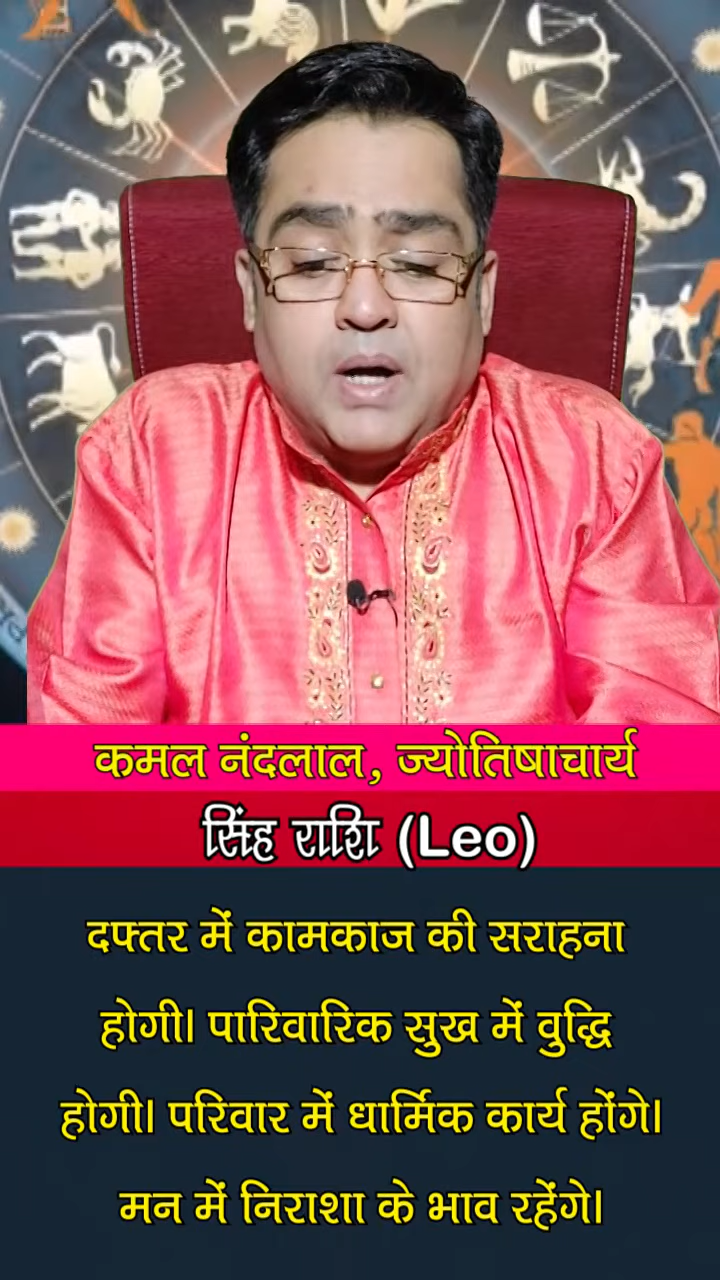 कमल नंदलाल, ज्योतिषाचार्य
सिंह राशि (Leo)
दफ्तर में कामकाज की सराहना
होगी। पारिवारिक सुख में वुद्धि
होगी। परिवार में धार्मिक कार्य होंगे।
मन में निराशा के भाव रहेंगे।